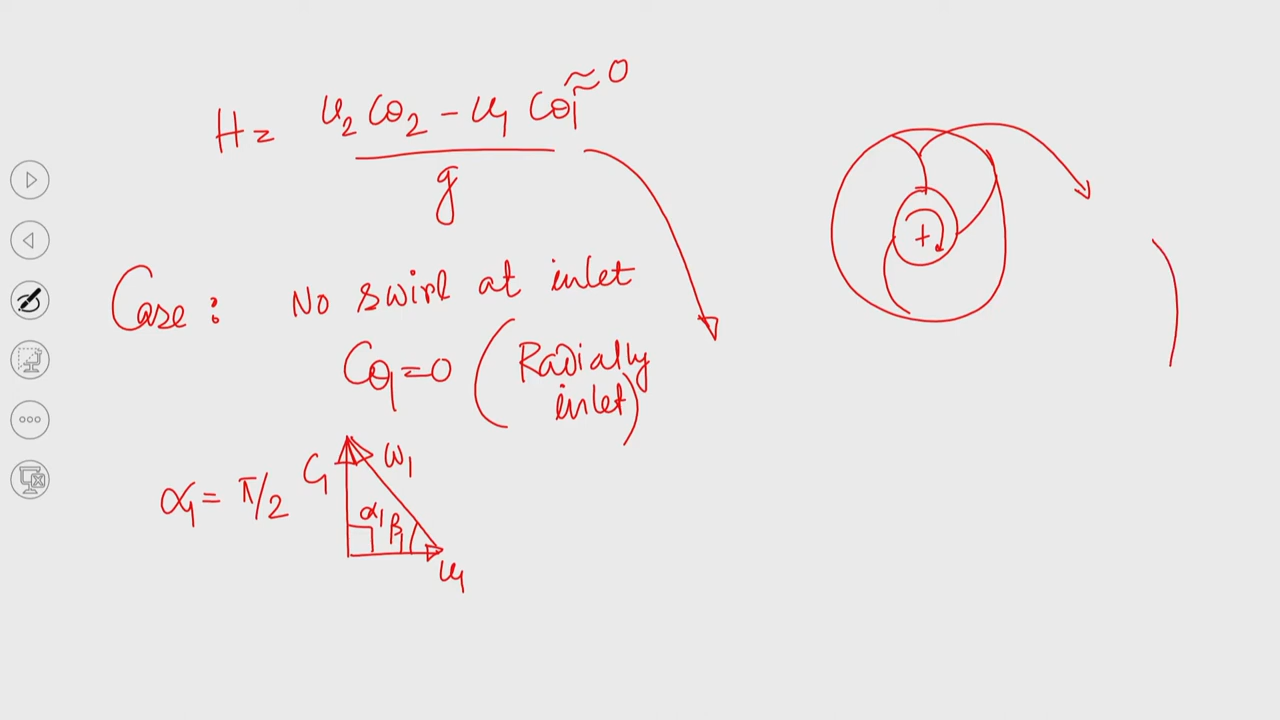 H = u₂ Cθ₂ - u₁ Cθ₁ ≈ 0
g
Case : No swirl at inlet
Cθ₁ = 0 (Radially
inlet)
α₁ = π/2 C₁ w₁
α₁ β₁
u₁
+